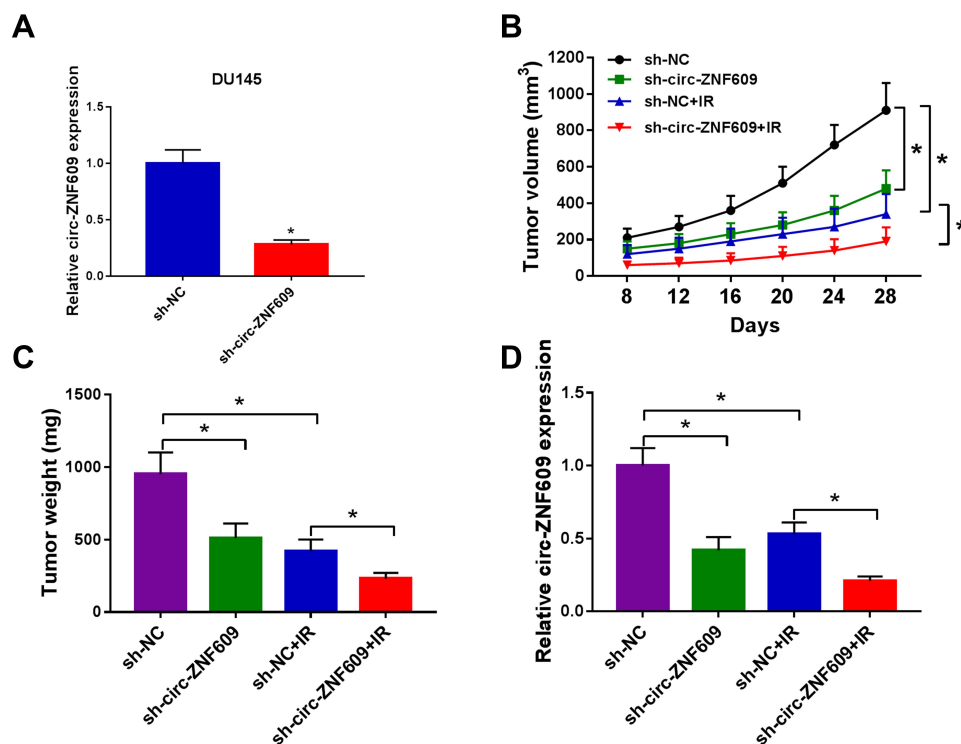 A
DU145
Relative circ-ZNF609 expression
1.5
1.0
0.5
0.0
*
sh-NC
sh-circ-ZNF609
B
Tumor volume (mm³)
1200
1000
800
600
400
200
0
sh-NC
sh-circ-ZNF609
sh-NC+IR
sh-circ-ZNF609+IR
*
*
*
8 12 16 20 24 28
Days
C
Tumor weight (mg)
1500
1000
500
0
*
*
*
sh-NC
sh-circ-ZNF609
sh-NC+IR
sh-circ-ZNF609+IR
D
Relative circ-ZNF609 expression
1.5
1.0
0.5
0.0
*
*
*
sh-NC
sh-circ-ZNF609
sh-NC+IR
sh-circ-ZNF609+IR